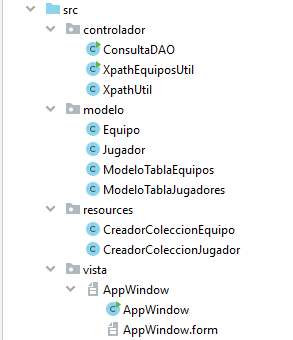 src
controlador
ConsultaDAO
XpathEquiposUtil
XpathUtil
modelo
Equipo
Jugador
ModeloTablaEquipos
ModeloTablaJugadores
resources
CreadorColeccionEquipo
CreadorColeccionJugador
vista
AppWindow
AppWindow
AppWindow.form